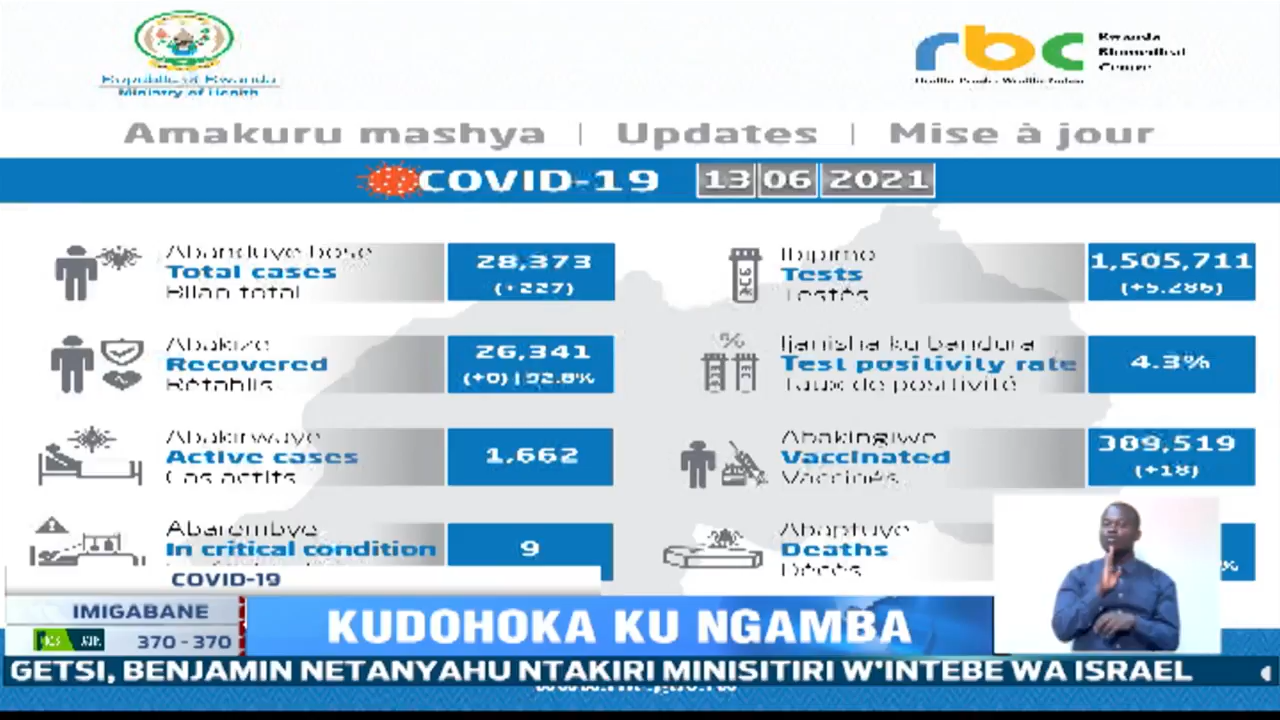 Republic of Rwanda
Ministry of Health
rbc
Rwanda
Biomedical
Centre
Amakuru mashya | Updates | Mise à jour
COVID-19 13 06 2021
Abanduye bose
Total cases
Bilan total
28,373
(+227)
Ibipimo
Tests
Testés
1,505,711
(+5.286)
Abakize
Recovered
Rétablis
26,341
(+0) | 92.8%
Ijanisha ku bandura
Test positivity rate
Taux de positivité
4.3%
Abakirwaye
Active cases
Cas actifs
1,662
Abakingiwe
Vaccinated
Vaccinés
389,519
(+18)
Abarembye
In critical condition
9
Abapfuye
Deaths
Décès
%
COVID-19
IMIGABANE
370 - 370
KUDOHOKA KU NGAMBA
GETSI, BENJAMIN NETANYAHU NTAKIRI MINISITIRI W'INTEBE WA ISRAEL